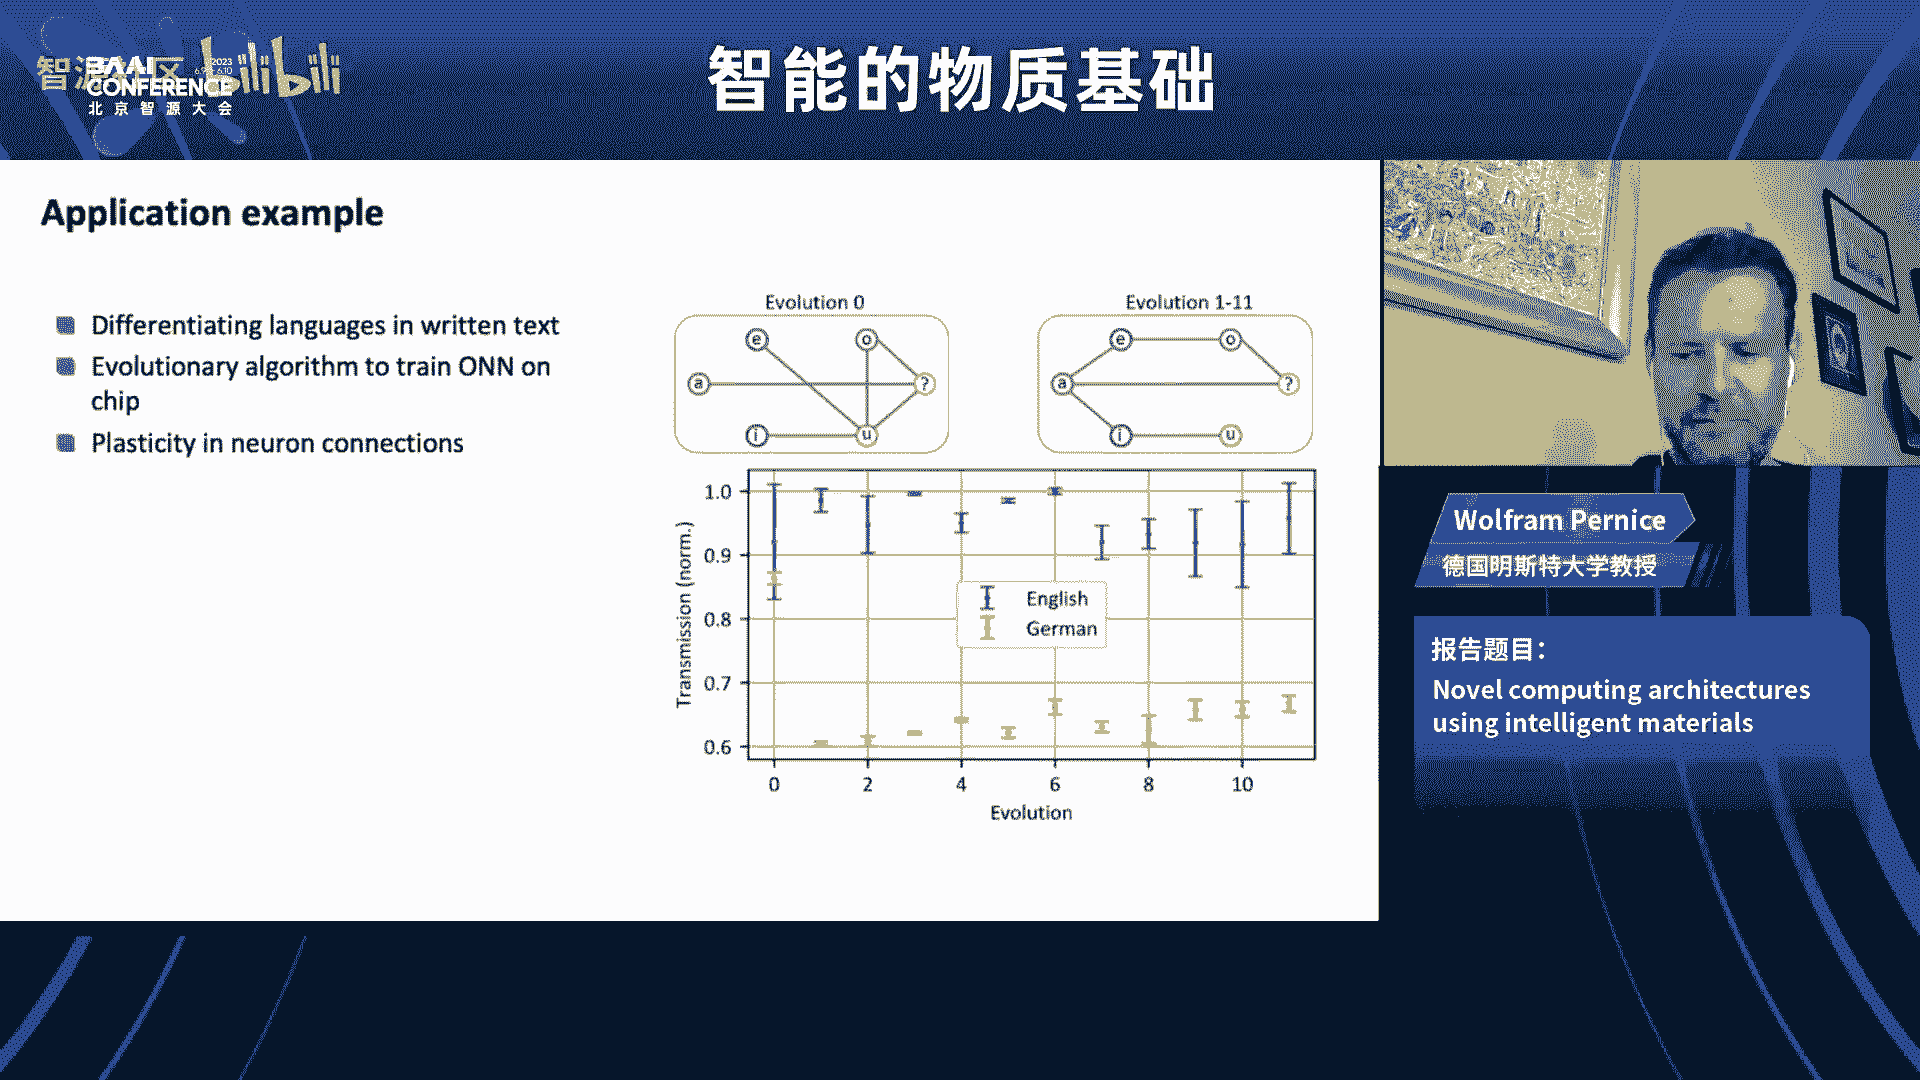 智源社区 bilibili
BAAI 2023
CONFERENCE
北京智源大会
智能的物质基础
Application example
Differentiating languages in written text
Evolutionary algorithm to train ONN on
chip
Plasticity in neuron connections
Evolution 0
e o
a ?
i u
Evolution 1-11
e o
a ?
i u
Transmission (norm.)
1.0
0.9
0.8
0.7
0.6
English
German
0 2 4 6 8 10
Evolution
Wolfram Pernice
德国明斯特大学教授
报告题目：
Novel computing architectures
using intelligent materials